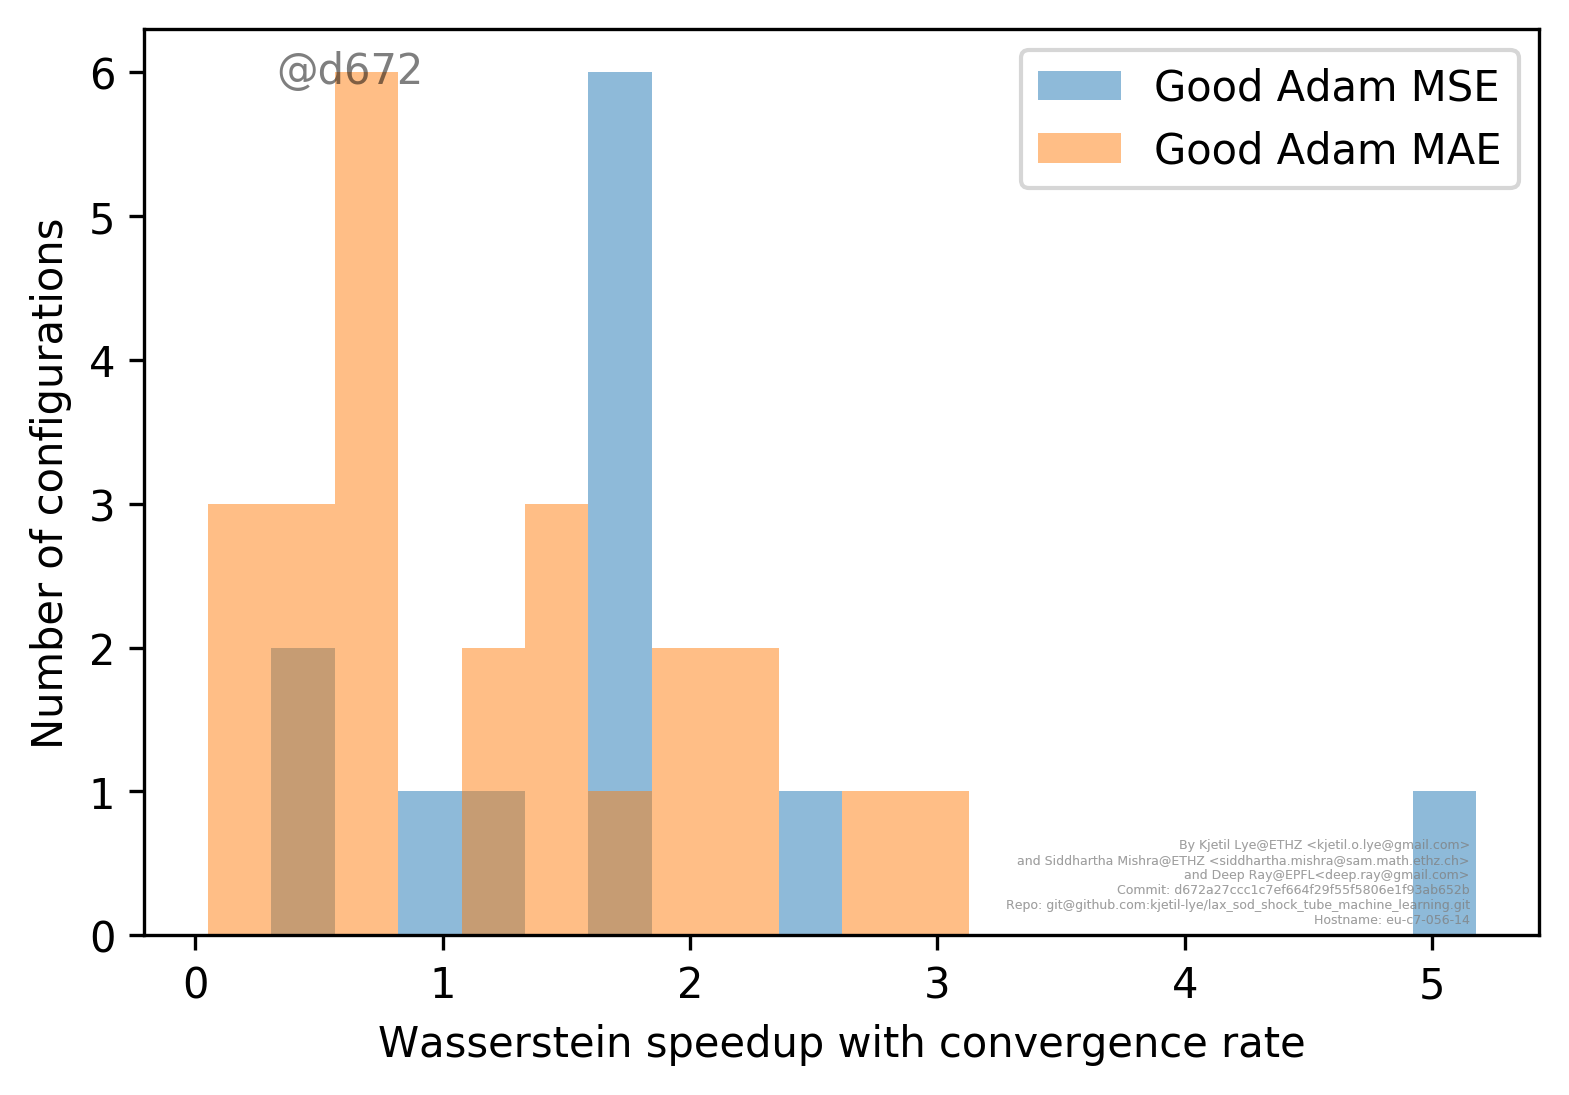 @d672
Good Adam MSE
Good Adam MAE
6
5
4
3
2
1
0
Number of configurations
By Kjetil Lye@ETHZ <kjetil.o.lye@gmail.com>
and Siddhartha Mishra@ETHZ <siddhartha.mishra@sam.math.ethz.ch>
and Deep Ray@EPFL<deep.ray@gmail.com>
Commit: d672a27ccc1c7ef664f29f55f5806e1f93ab652b
Repo: git@github.com:kjetil-lye/lax_sod_shock_tube_machine_learning.git
Hostname: eu-c7-056-14
0 1 2 3 4 5
Wasserstein speedup with convergence rate